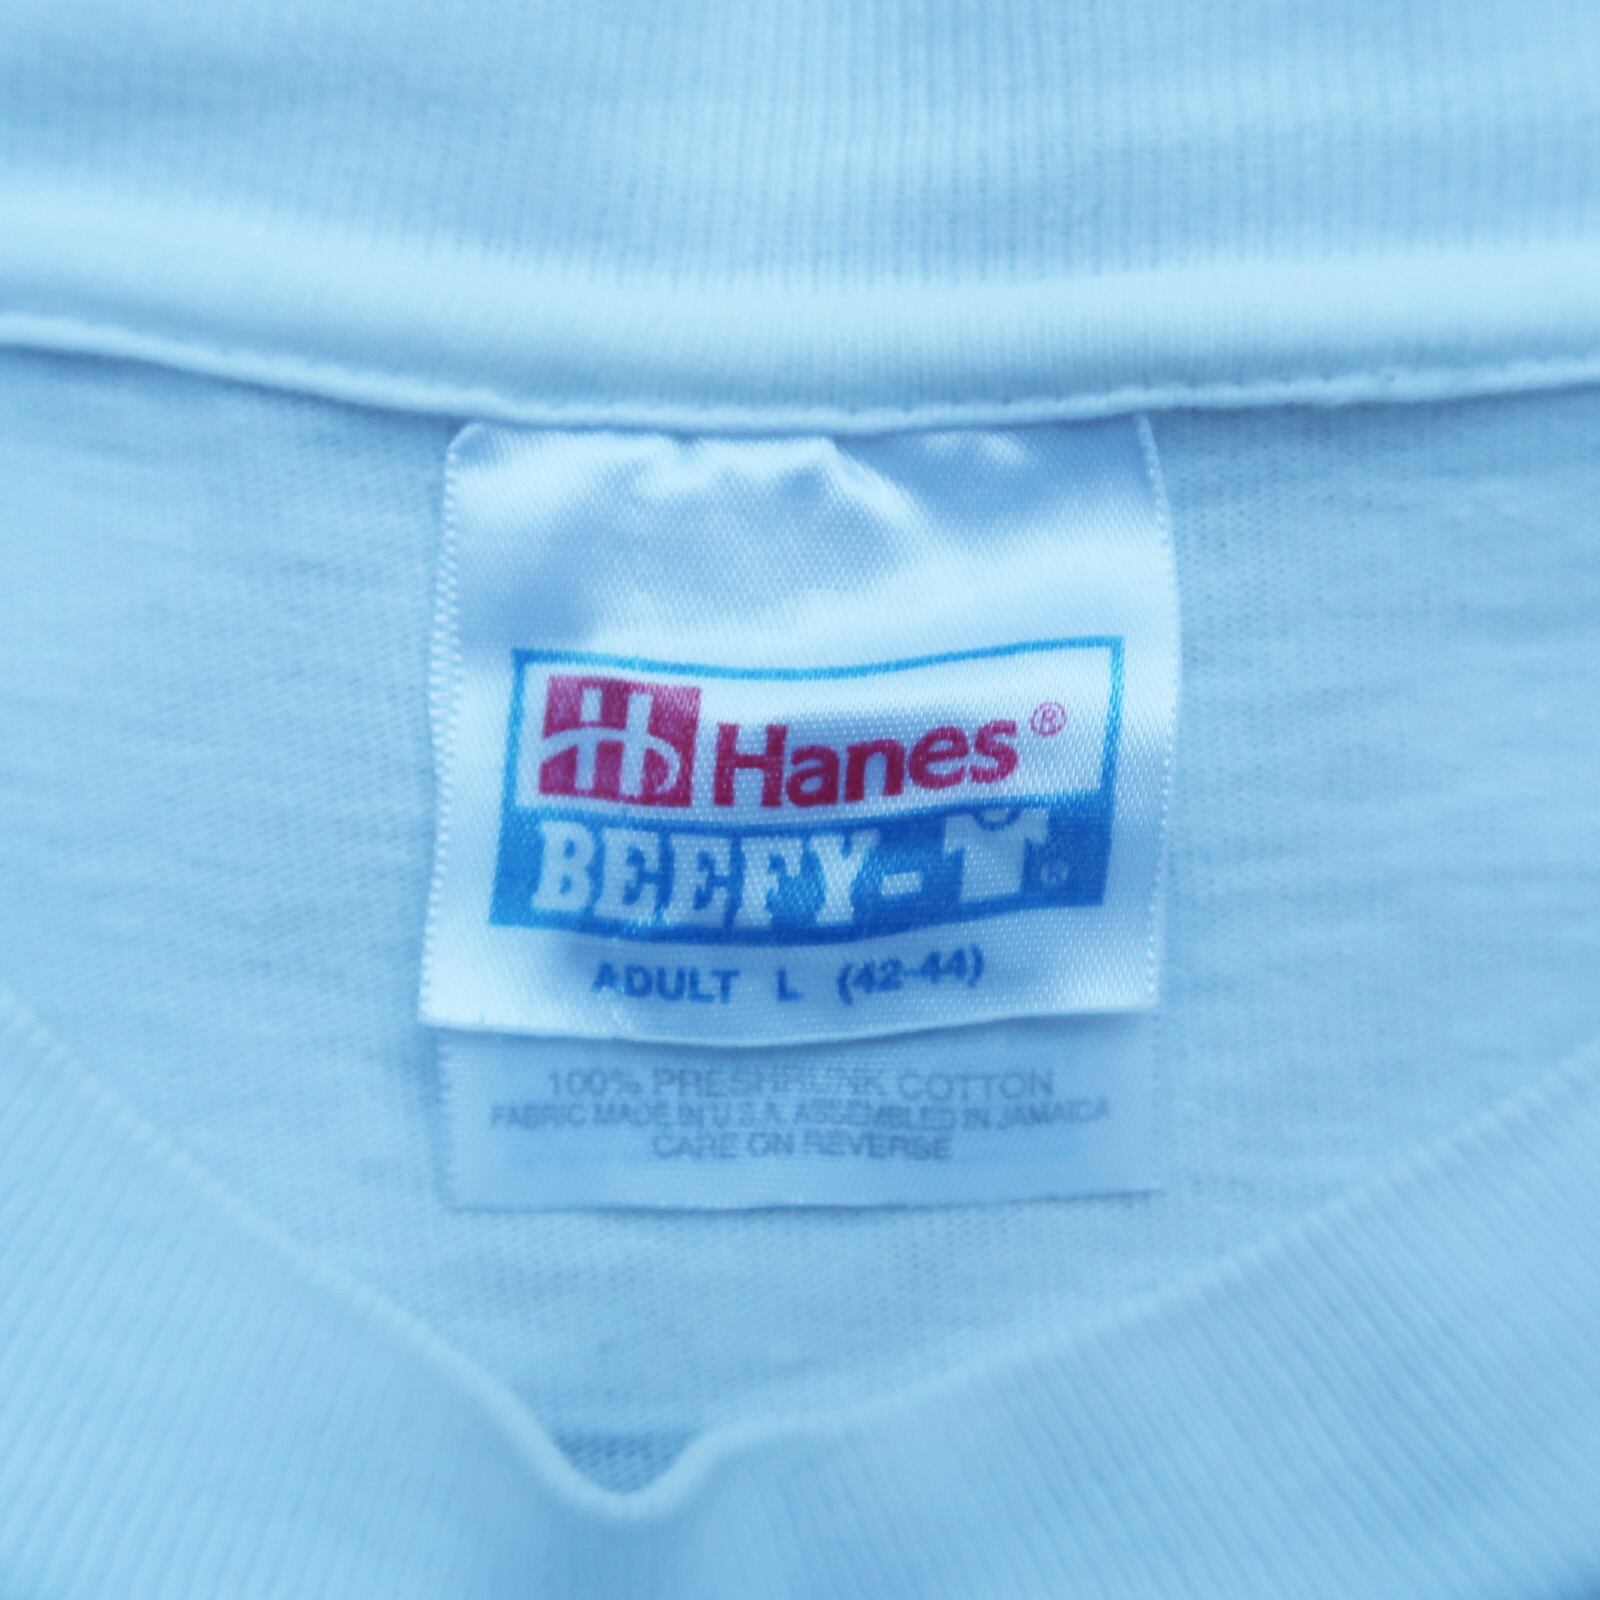 Hanes®
BEEFY-T®
ADULT L (42-44)
100% PRESHRUNK COTTON
FABRIC MADE IN U.S.A. ASSEMBLED IN JAMAICA
CARE ON REVERSE